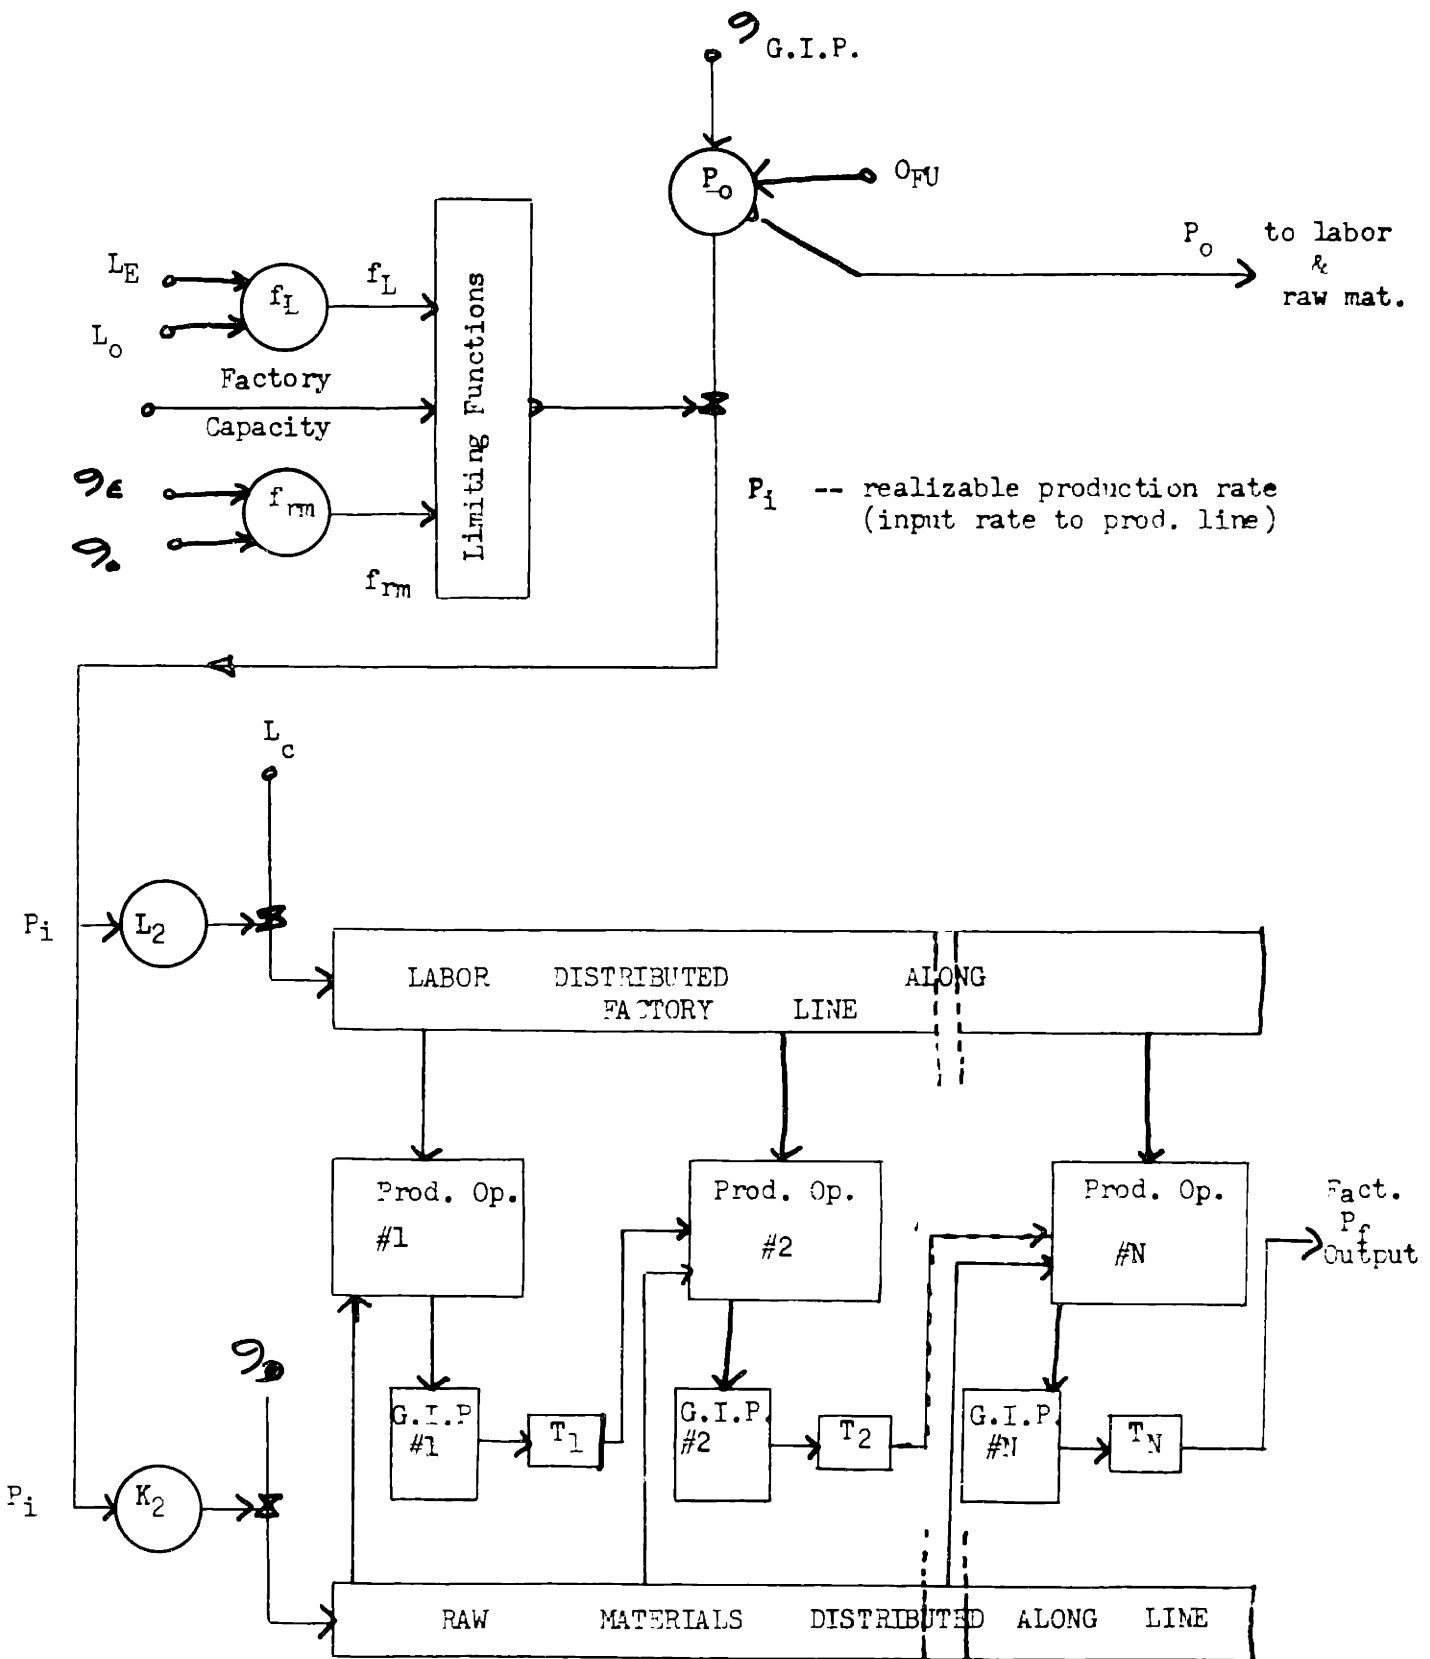 G.I.P.
P_o
O_FU
P_o to labor
&
raw mat.
L_E
f_L
f_L
L_o
Factory
Capacity
Limiting Functions
f_rm
f_rm
P_i -- realizable production rate
(input rate to prod. line)
L_c
P_i
L_2
LABOR DISTRIBUTED ALONG
FACTORY LINE
Prod. Op.
#1
Prod. Op.
#2
Prod. Op.
#N
Fact.
P_f
Output
G.I.P.
#1
T_1
G.I.P.
#2
T_2
G.I.P.
#N
T_N
P_i
K_2
RAW MATERIALS DISTRIBUTED ALONG LINE